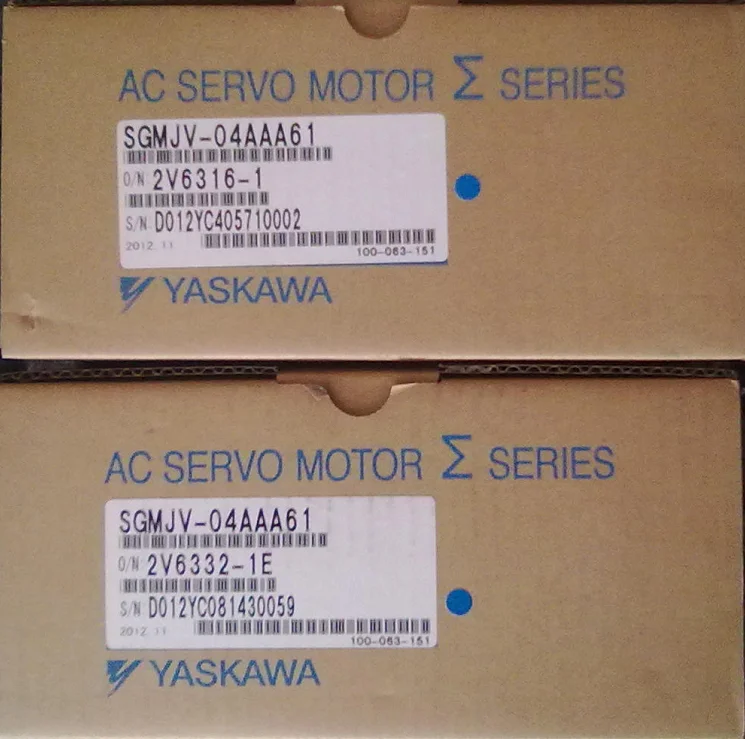 AC SERVO MOTOR Σ SERIES
SGMJV-04AAA61
O/N 2V6316-1
S/N D012YC405710002
2012.11
100-063-151
YASKAWA
AC SERVO MOTOR Σ SERIES
SGMJV-04AAA61
O/N 2V6332-1E
S/N D012YC081430059
2012.11
100-063-151
YASKAWA